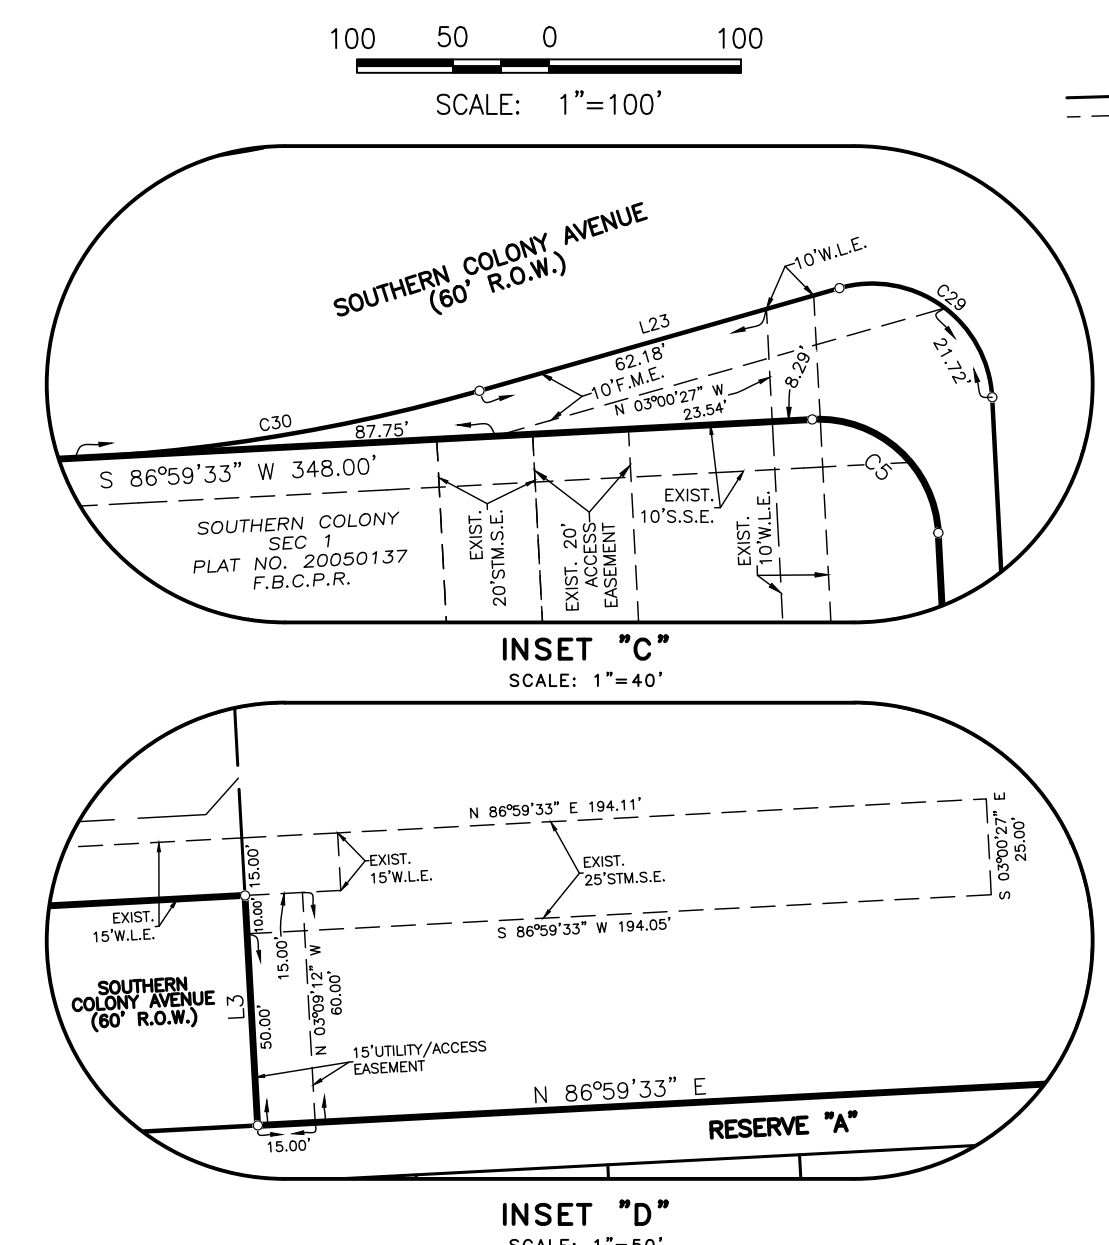 100 50 0 100
SCALE: 1"=100'
SOUTHERN COLONY AVENUE
(60' R.O.W.)
10'W.L.E.
C29
L23
62.18'
10'F.M.E.
8.29'
21.72'
N 03°00'27" W
23.54'
C30
87.75'
S 86°59'33" W 348.00'
C5
EXIST.
10'S.S.E.
SOUTHERN COLONY
SEC 1
PLAT NO. 20050137
F.B.C.P.R.
EXIST.
20'STM.S.E.
EXIST. 20'
ACCESS
EASEMENT
EXIST.
10'W.L.E.
INSET "C"
SCALE: 1"=40'
N 86°59'33" E 194.11'
S 03°00'27" E
25.00'
15.00'
EXIST.
15'W.L.E.
EXIST.
25'STM.S.E.
10.00'
EXIST.
15'W.L.E.
S 86°59'33" W 194.05'
15.00'
N 03°09'12" W
60.00'
SOUTHERN
COLONY AVENUE
(60' R.O.W.)
L3
50.00'
15'UTILITY/ACCESS
EASEMENT
N 86°59'33" E
RESERVE "A"
15.00'
INSET "D"
SCALE: 1"=50'